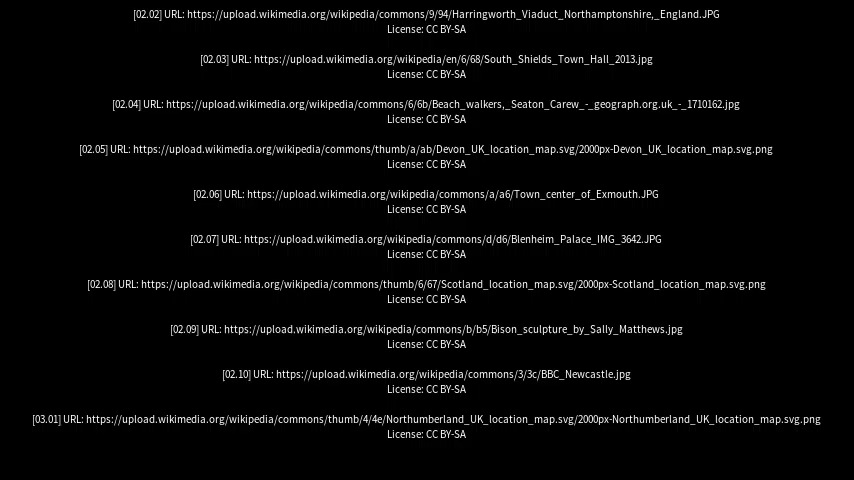 [02.02] URL: https://upload.wikimedia.org/wikipedia/commons/9/94/Harringworth_Viaduct_Northamptonshire,_England.JPG
License: CC BY-SA
[02.03] URL: https://upload.wikimedia.org/wikipedia/en/6/68/South_Shields_Town_Hall_2013.jpg
License: CC BY-SA
[02.04] URL: https://upload.wikimedia.org/wikipedia/commons/6/6b/Beach_walkers,_Seaton_Carew_-_geograph.org.uk_-_1710162.jpg
License: CC BY-SA
[02.05] URL: https://upload.wikimedia.org/wikipedia/commons/thumb/a/ab/Devon_UK_location_map.svg/2000px-Devon_UK_location_map.svg.png
License: CC BY-SA
[02.06] URL: https://upload.wikimedia.org/wikipedia/commons/a/a6/Town_center_of_Exmouth.JPG
License: CC BY-SA
[02.07] URL: https://upload.wikimedia.org/wikipedia/commons/d/d6/Blenheim_Palace_IMG_3642.JPG
License: CC BY-SA
[02.08] URL: https://upload.wikimedia.org/wikipedia/commons/thumb/6/67/Scotland_location_map.svg/2000px-Scotland_location_map.svg.png
License: CC BY-SA
[02.09] URL: https://upload.wikimedia.org/wikipedia/commons/b/b5/Bison_sculpture_by_Sally_Matthews.jpg
License: CC BY-SA
[02.10] URL: https://upload.wikimedia.org/wikipedia/commons/3/3c/BBC_Newcastle.jpg
License: CC BY-SA
[03.01] URL: https://upload.wikimedia.org/wikipedia/commons/thumb/4/4e/Northumberland_UK_location_map.svg/2000px-Northumberland_UK_location_map.svg.png
License: CC BY-SA